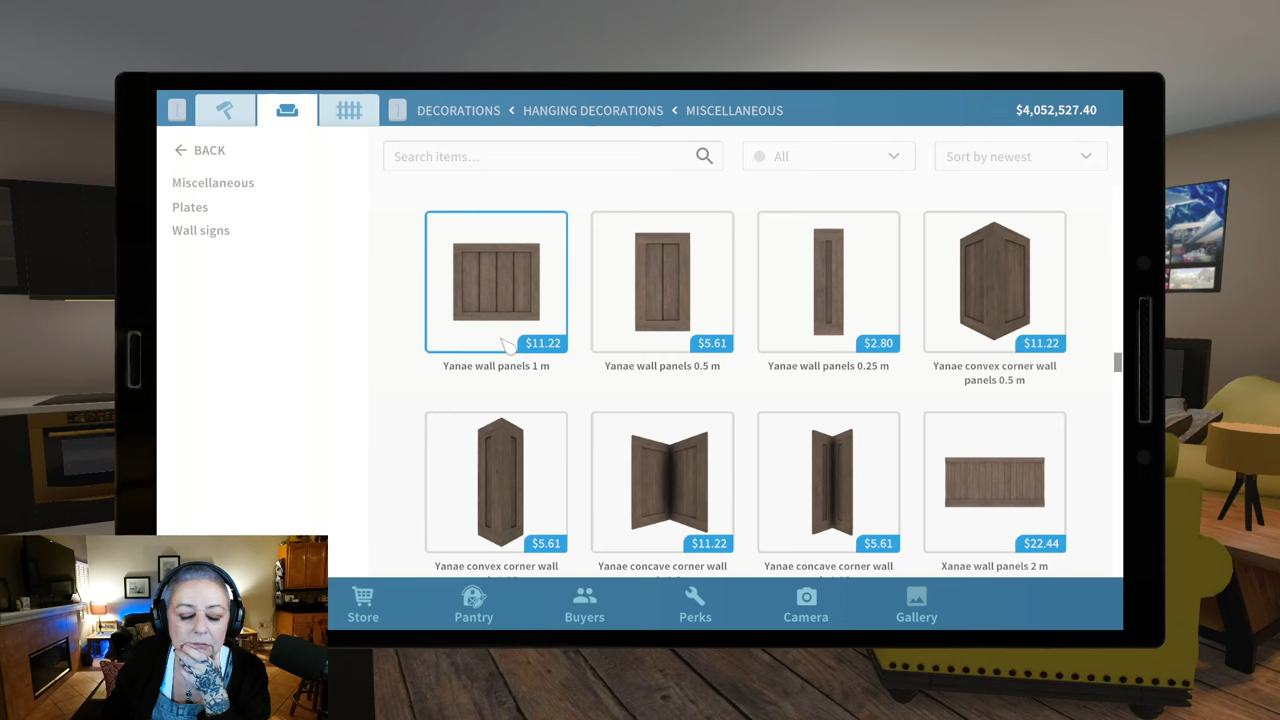 DECORATIONS < HANGING DECORATIONS < MISCELLANEOUS
$4,052,527.40
BACK
Search items...
All
Sort by newest
Miscellaneous
Plates
Wall signs
$11.22
$5.61
$2.80
$11.22
Yanae wall panels 1 m
Yanae wall panels 0.5 m
Yanae wall panels 0.25 m
Yanae convex corner wall
panels 0.5 m
$5.61
$11.22
$5.61
$22.44
Yanae convex corner wall
Yanae concave corner wall
Yanae concave corner wall
Xanae wall panels 2 m
Store
Pantry
Buyers
Perks
Camera
Gallery